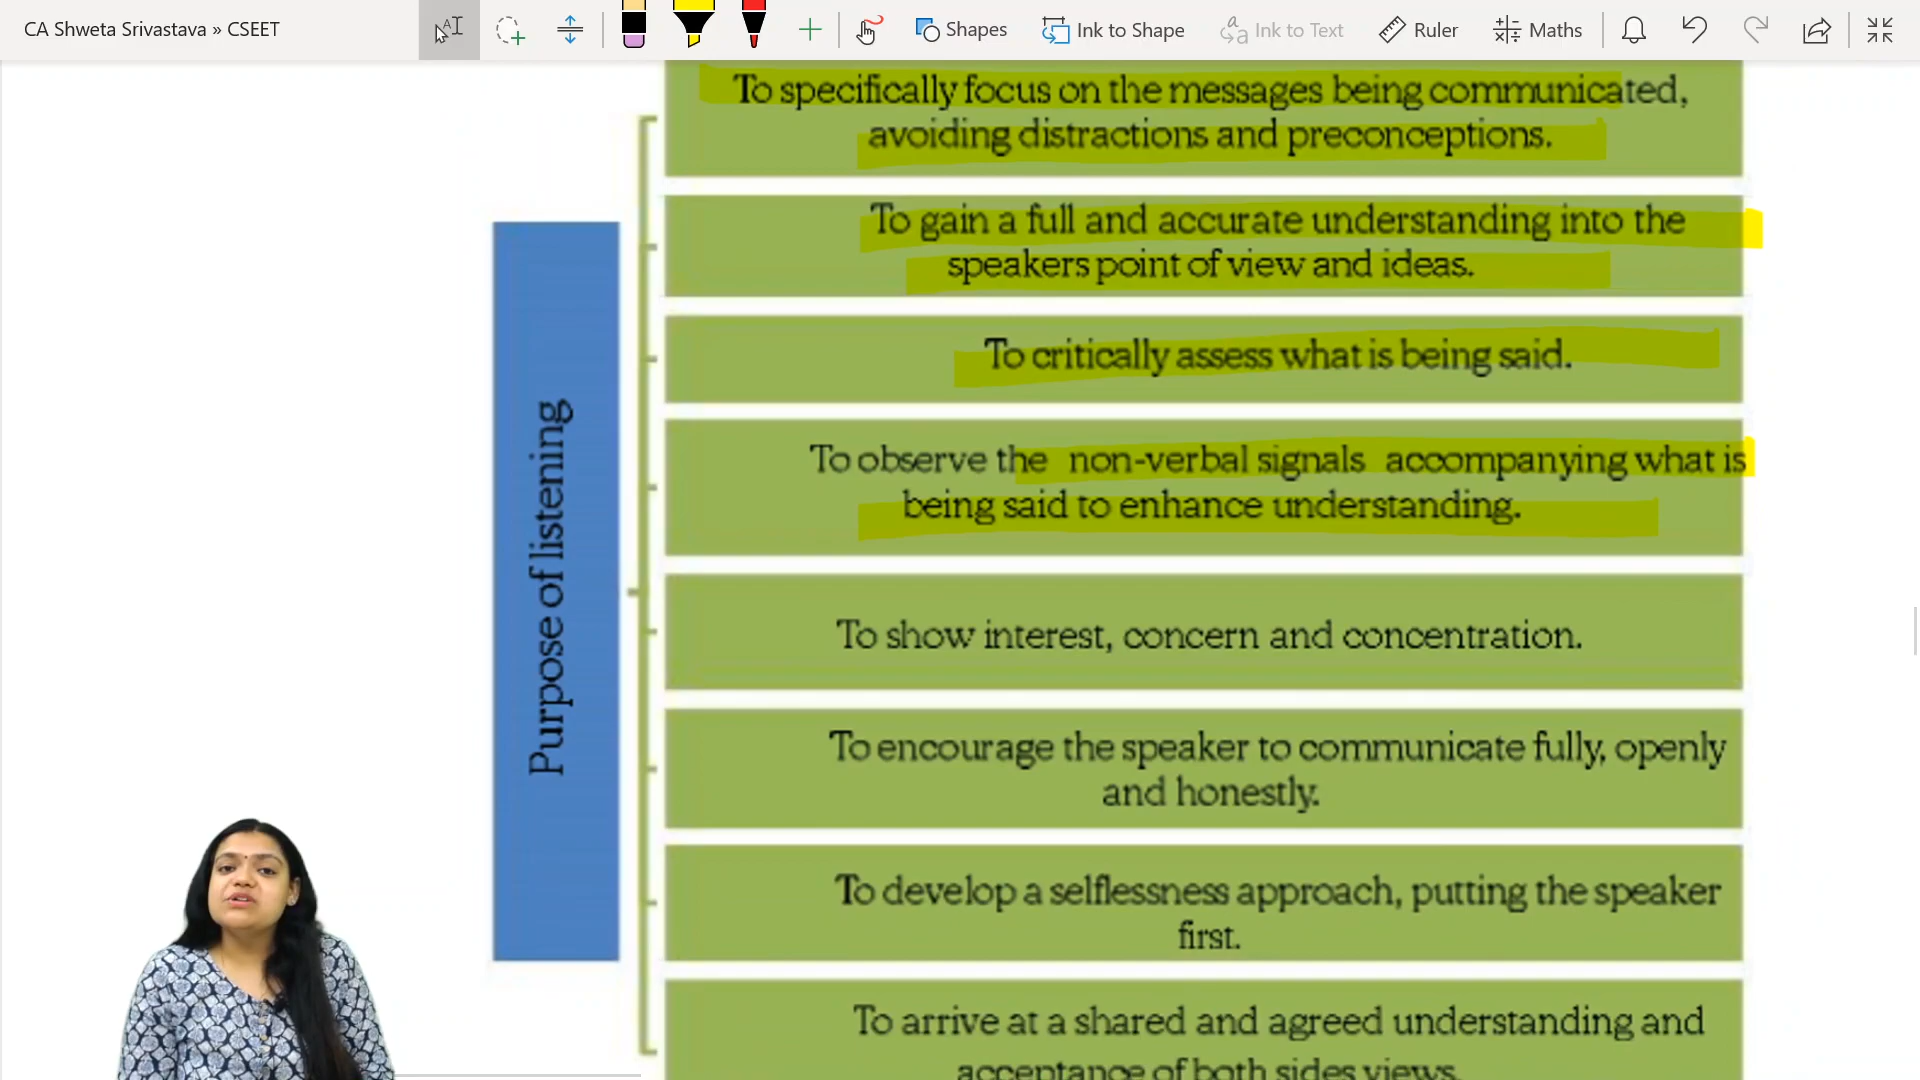 CA Shweta Srivastava » CSEET
Shapes
Ink to Shape
Ink to Text
Ruler
Maths
To specifically focus on the messages being communicated,
avoiding distractions and preconceptions.
To gain a full and accurate understanding into the
speakers point of view and ideas.
To critically assess what is being said.
To observe the non-verbal signals accompanying what is
being said to enhance understanding.
Purpose of listening
To show interest, concern and concentration.
To encourage the speaker to communicate fully, openly
and honestly.
To develop a selflessness approach, putting the speaker
first.
To arrive at a shared and agreed understanding and
acceptance of both sides views.